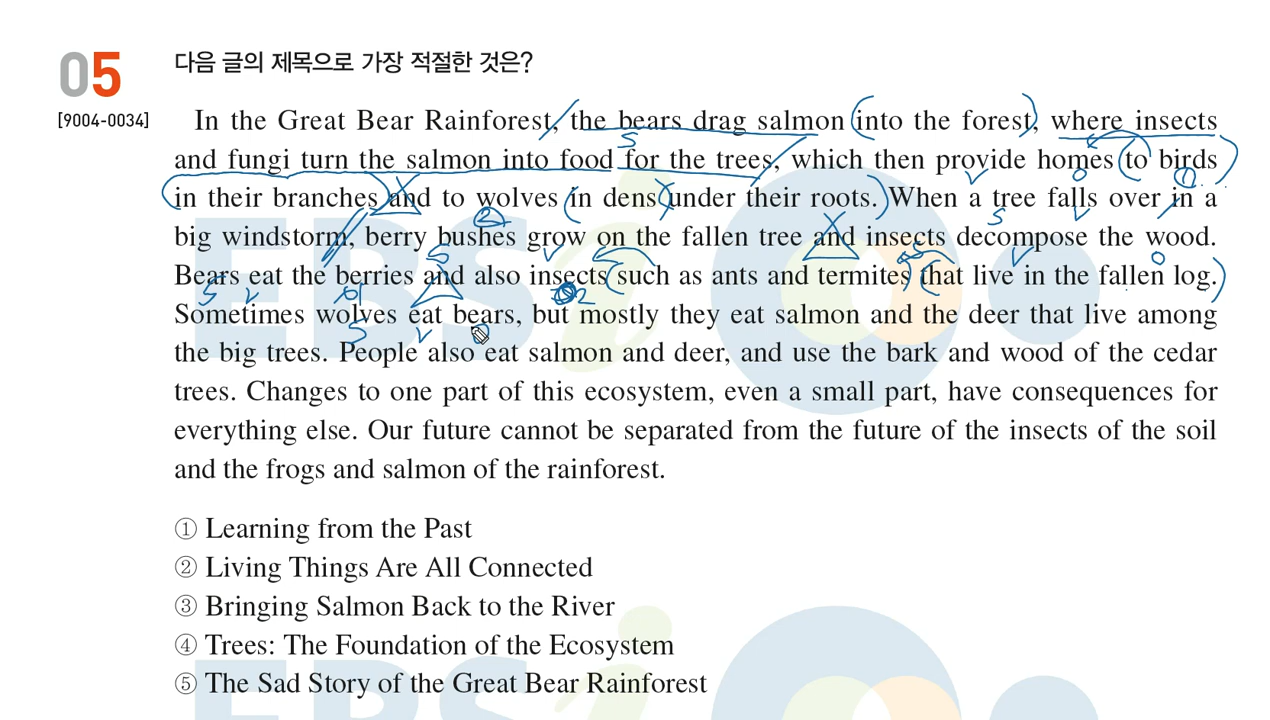 05
다음 글의 제목으로 가장 적절한 것은?
[9004-0034]
In the Great Bear Rainforest, the bears drag salmon into the forest, where insects
and fungi turn the salmon into food for the trees, which then provide homes to birds
in their branches and to wolves in dens under their roots. When a tree falls over in a
big windstorm, berry bushes grow on the fallen tree and insects decompose the wood.
Bears eat the berries and also insects such as ants and termites that live in the fallen log.
Sometimes wolves eat bears, but mostly they eat salmon and the deer that live among
the big trees. People also eat salmon and deer, and use the bark and wood of the cedar
trees. Changes to one part of this ecosystem, even a small part, have consequences for
everything else. Our future cannot be separated from the future of the insects of the soil
and the frogs and salmon of the rainforest.
① Learning from the Past
② Living Things Are All Connected
③ Bringing Salmon Back to the River
④ Trees: The Foundation of the Ecosystem
⑤ The Sad Story of the Great Bear Rainforest